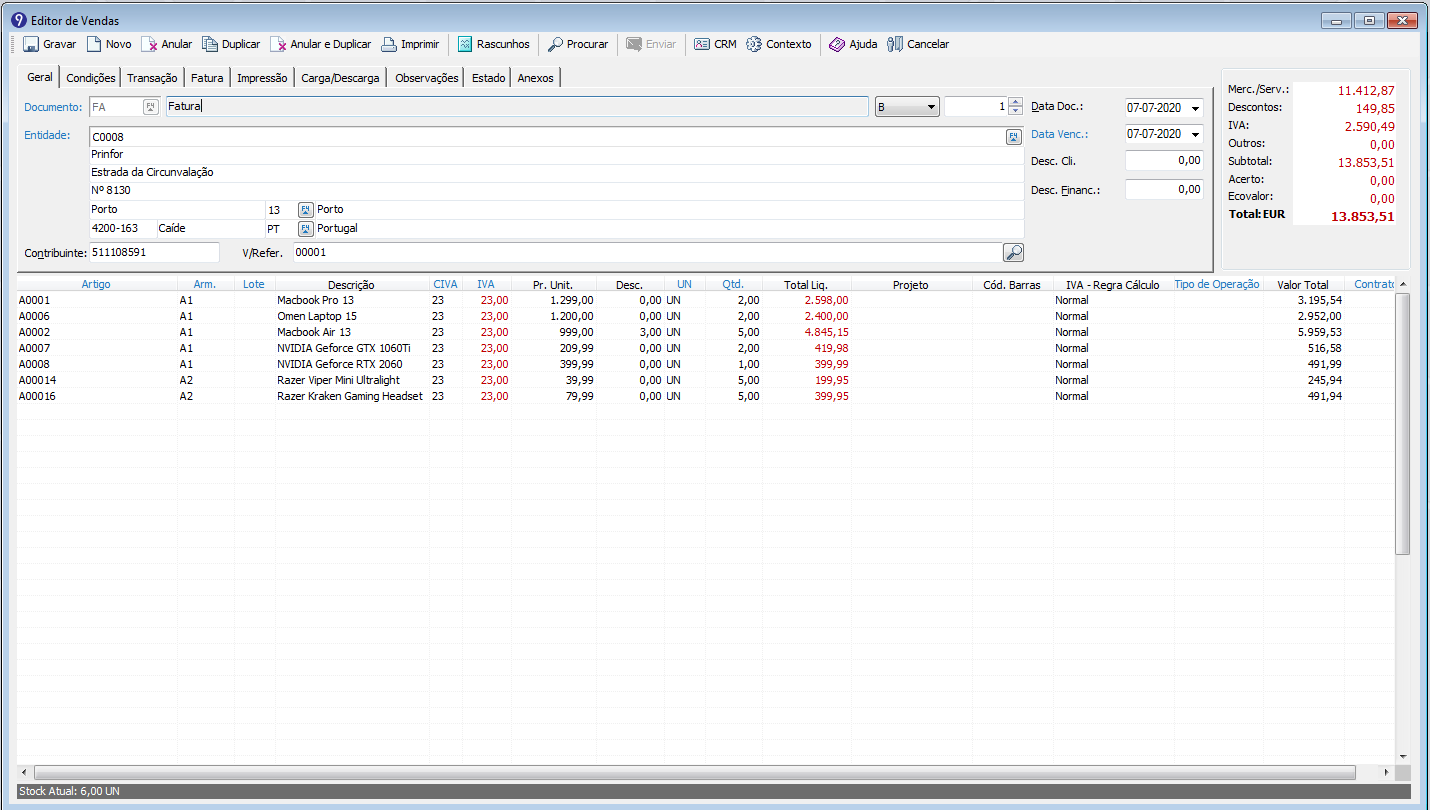 Editor de Vendas
Gravar Novo Anular Duplicar Anular e Duplicar Imprimir Rascunhos Procurar Enviar CRM Contexto Ajuda Cancelar
Geral Condições Transação Fatura Impressão Carga/Descarga Observações Estado Anexos
Documento: FA F4 Fatura B 1 Data Doc.: 07-07-2020
Entidade: C0008 F4 Data Venc.: 07-07-2020
Prinfor
Estrada da Circunvalação Desc. Cli. 0,00
Nº 8130 Desc. Financ.: 0,00
Porto 13 F4 Porto
4200-163 Caíde PT F4 Portugal
Contribuinte: 511108591 V/Refer. 00001
Merc./Serv.: 11.412,87
Descontos: 149,85
IVA: 2.590,49
Outros: 0,00
Subtotal: 13.853,51
Acerto: 0,00
Ecovalor: 0,00
Total: EUR 13.853,51
Artigo Arm. Lote Descrição CIVA IVA Pr. Unit. Desc. UN Qtd. Total Liq. Projeto Cód. Barras IVA - Regra Cálculo Tipo de Operação Valor Total Contrato
A0001 A1 Macbook Pro 13 23 23,00 1.299,00 0,00 UN 2,00 2.598,00 Normal 3.195,54
A0006 A1 Omen Laptop 15 23 23,00 1.200,00 0,00 UN 2,00 2.400,00 Normal 2.952,00
A0002 A1 Macbook Air 13 23 23,00 999,00 3,00 UN 5,00 4.845,15 Normal 5.959,53
A0007 A1 NVIDIA Geforce GTX 1060Ti 23 23,00 209,99 0,00 UN 2,00 419,98 Normal 516,58
A0008 A1 NVIDIA Geforce RTX 2060 23 23,00 399,99 0,00 UN 1,00 399,99 Normal 491,99
A00014 A2 Razer Viper Mini Ultralight 23 23,00 39,99 0,00 UN 5,00 199,95 Normal 245,94
A00016 A2 Razer Kraken Gaming Headset 23 23,00 79,99 0,00 UN 5,00 399,95 Normal 491,94
Stock Atual: 6,00 UN